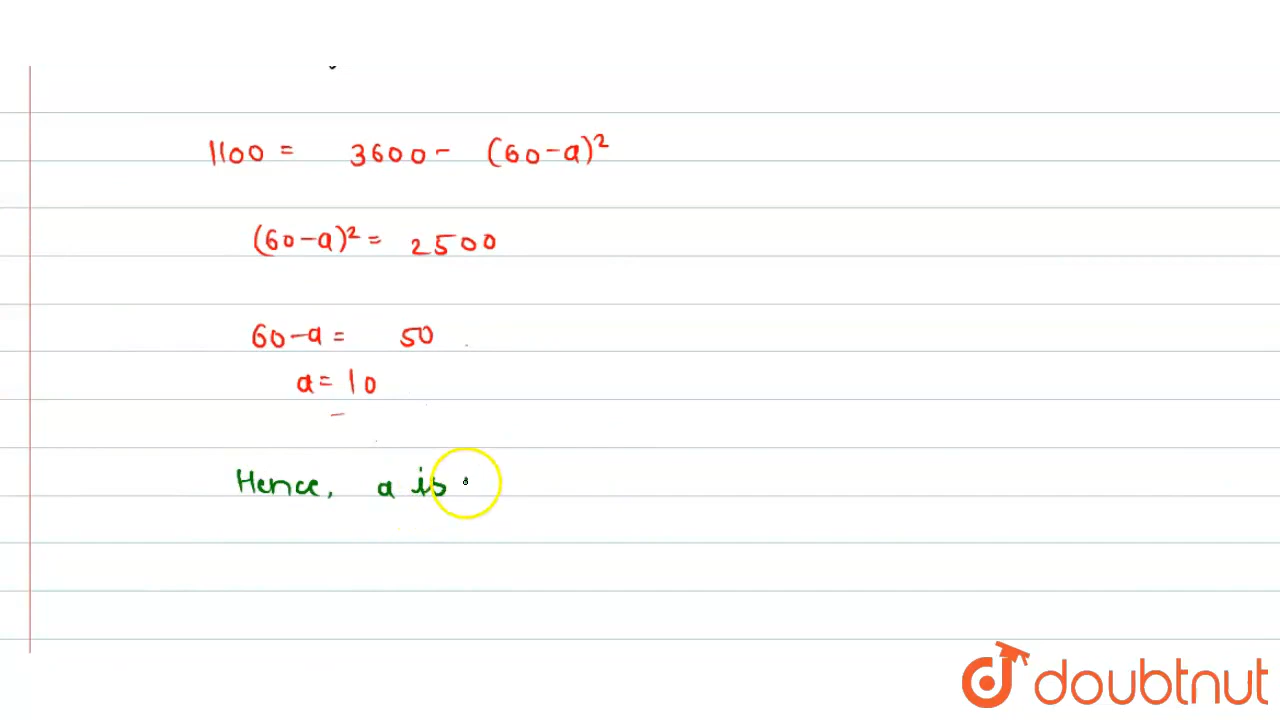 1100 = 3600 - (60-a)²
(60-a)² = 2500
60-a = 50
a = 10
Hence, a is
doubtnut